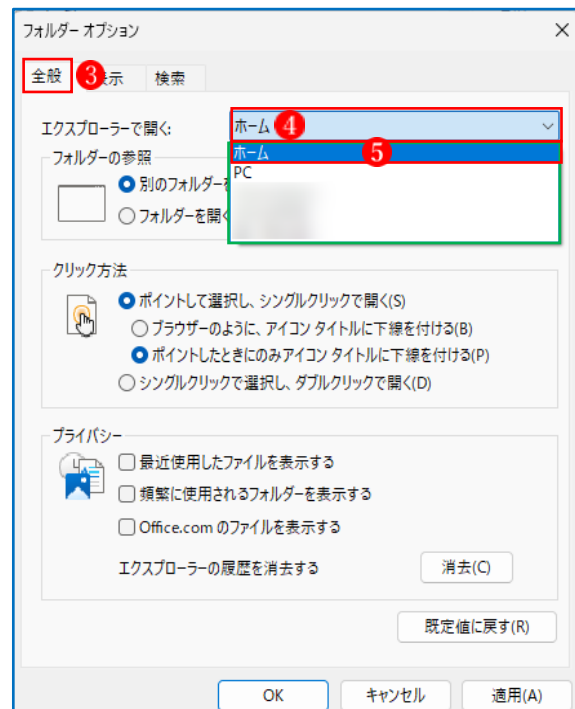 フォルダー オプション
全般 3 表示 検索
エクスプローラーで開く: ホーム 4
ホーム 5
PC
フォルダーの参照
別のフォルダーを
フォルダーを開く
クリック方法
ポイントして選択し、シングルクリックで開く(S)
ブラウザーのように、アイコン タイトルに下線を付ける(B)
ポイントしたときにのみアイコン タイトルに下線を付ける(P)
シングルクリックで選択し、ダブルクリックで開く(D)
プライバシー
最近使用したファイルを表示する
頻繁に使用されるフォルダーを表示する
Office.com のファイルを表示する
エクスプローラーの履歴を消去する 消去(C)
既定値に戻す(R)
OK キャンセル 適用(A)